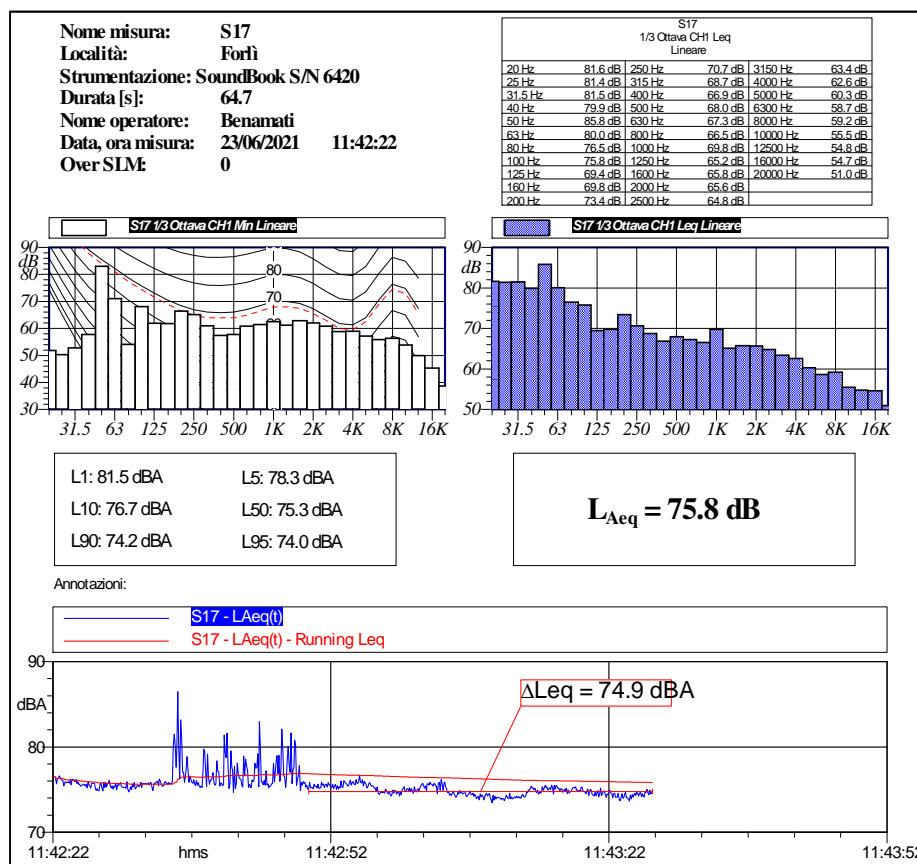 Nome misura: S17
Località: Forlì
Strumentazione: SoundBook S/N 6420
Durata [s]: 64.7
Nome operatore: Benamati
Data, ora misura: 23/06/2021 11:42:22
Over SLM: 0
S17
1/3 Ottava CH1 Leq
Lineare
20 Hz 81.6 dB 250 Hz 70.7 dB 3150 Hz 63.4 dB
25 Hz 81.4 dB 315 Hz 68.7 dB 4000 Hz 62.6 dB
31.5 Hz 81.5 dB 400 Hz 66.9 dB 5000 Hz 60.3 dB
40 Hz 79.9 dB 500 Hz 68.0 dB 6300 Hz 58.7 dB
50 Hz 85.8 dB 630 Hz 67.3 dB 8000 Hz 59.2 dB
63 Hz 80.0 dB 800 Hz 66.5 dB 10000 Hz 55.5 dB
80 Hz 76.5 dB 1000 Hz 69.8 dB 12500 Hz 54.8 dB
100 Hz 75.8 dB 1250 Hz 65.2 dB 16000 Hz 54.7 dB
125 Hz 69.4 dB 1600 Hz 65.8 dB 20000 Hz 51.0 dB
160 Hz 69.8 dB 2000 Hz 65.6 dB
200 Hz 73.4 dB 2500 Hz 64.8 dB
S17 1/3 Ottava CH1 Min Lineare
90
dB
80
70
60
50
40
30
80
70
31.5 63 125 250 500 1K 2K 4K 8K 16K
S17 1/3 Ottava CH1 Leq Lineare
90
dB
80
70
60
50
31.5 63 125 250 500 1K 2K 4K 8K 16K
L1: 81.5 dBA L5: 78.3 dBA
L10: 76.7 dBA L50: 75.3 dBA
L90: 74.2 dBA L95: 74.0 dBA
LAeq = 75.8 dB
Annotazioni:
S17 - LAeq(t)
S17 - LAeq(t) - Running Leq
90
dBA
80
70
ΔLeq = 74.9 dBA
11:42:22 hms 11:42:52 11:43:22 11:43:52